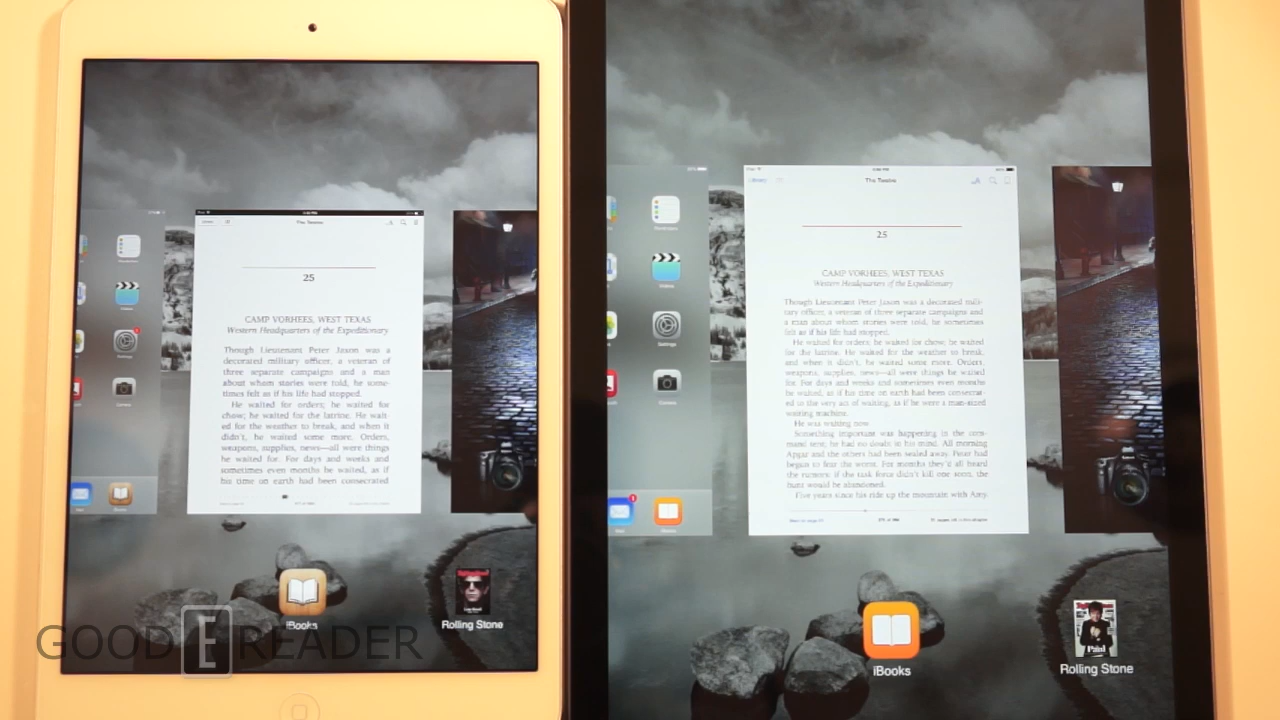 The Twelve
25
CAMP VORHEES, WEST TEXAS
Western Headquarters of the Expeditionary
Though Lieutenant Peter Jaxon was a
decorated military officer, a veteran of
three separate campaigns and a man
about whom stories were told, he some-
times felt as if his life had stopped.
He waited for orders; he waited for
chow; he waited for the latrine. He wait-
ed for the weather to break, and when it
didn't, he waited some more. Orders,
weapons, supplies, news—all were things
he waited for. For days and weeks and
sometimes even months he waited, as if
his time on earth had been consecrated
iBooks
Rolling Stone
GOOD E READER
The Twelve
25
CAMP VORHEES, WEST TEXAS
Western Headquarters of the Expeditionary
Though Lieutenant Peter Jaxon was a decorated mili-
tary officer, a veteran of three separate campaigns and
a man about whom stories were told, he sometimes
felt as if his life had stopped.
He waited for orders; he waited for chow; he waited
for the latrine. He waited for the weather to break,
and when it didn't, he waited some more. Orders,
weapons, supplies, news—all were things he waited
for. For days and weeks and sometimes even months
he waited, as if his time on earth had been consecrat-
ed to the very act of waiting, as if he were a man-sized
waiting machine.
He was waiting now.
Something important was happening in the com-
mand tent; he had no doubt in his mind. All morning
Apgar and the others had been sealed away. Peter had
begun to fear the worst. For months they'd all heard
the rumors: if the task force didn't kill one soon, the
hunt would be abandoned.
Five years since his ride up the mountain with Amy.
Reminders
Videos
Settings
Camera
iBooks
Rolling Stone
Paul